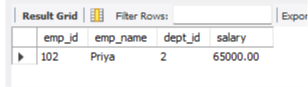 Result Grid Filter Rows: Expor
emp_id emp_name dept_id salary
102 Priya 2 65000.00